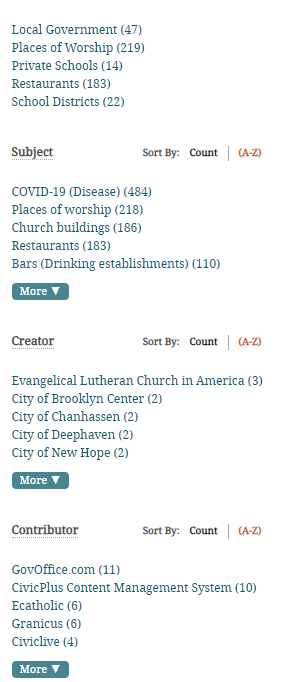 Local Government (47)
Places of Worship (219)
Private Schools (14)
Restaurants (183)
School Districts (22)
Subject Sort By: Count (A-Z)
COVID-19 (Disease) (484)
Places of worship (218)
Church buildings (186)
Restaurants (183)
Bars (Drinking establishments) (110)
More ▼
Creator Sort By: Count (A-Z)
Evangelical Lutheran Church in America (3)
City of Brooklyn Center (2)
City of Chanhassen (2)
City of Deephaven (2)
City of New Hope (2)
More ▼
Contributor Sort By: Count (A-Z)
GovOffice.com (11)
CivicPlus Content Management System (10)
Ecatholic (6)
Granicus (6)
Civiclive (4)
More ▼